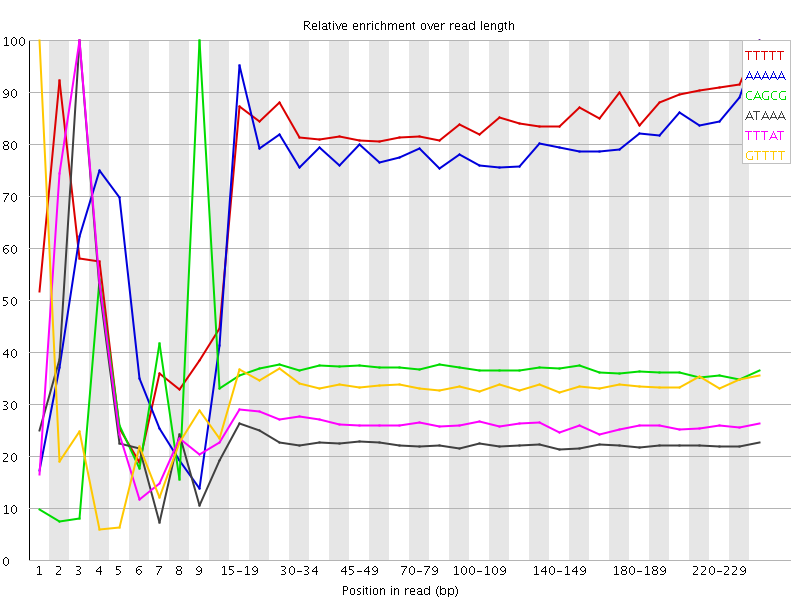 Relative enrichment over read length
100
90
80
70
60
50
40
30
20
10
0
TTTTT
AAAAA
CAGCG
ATAAA
TTTAT
GTTTT
1 2 3 4 5 6 7 8 9 15-19 30-34 45-49 70-79 100-109 140-149 180-189 220-229
Position in read (bp)